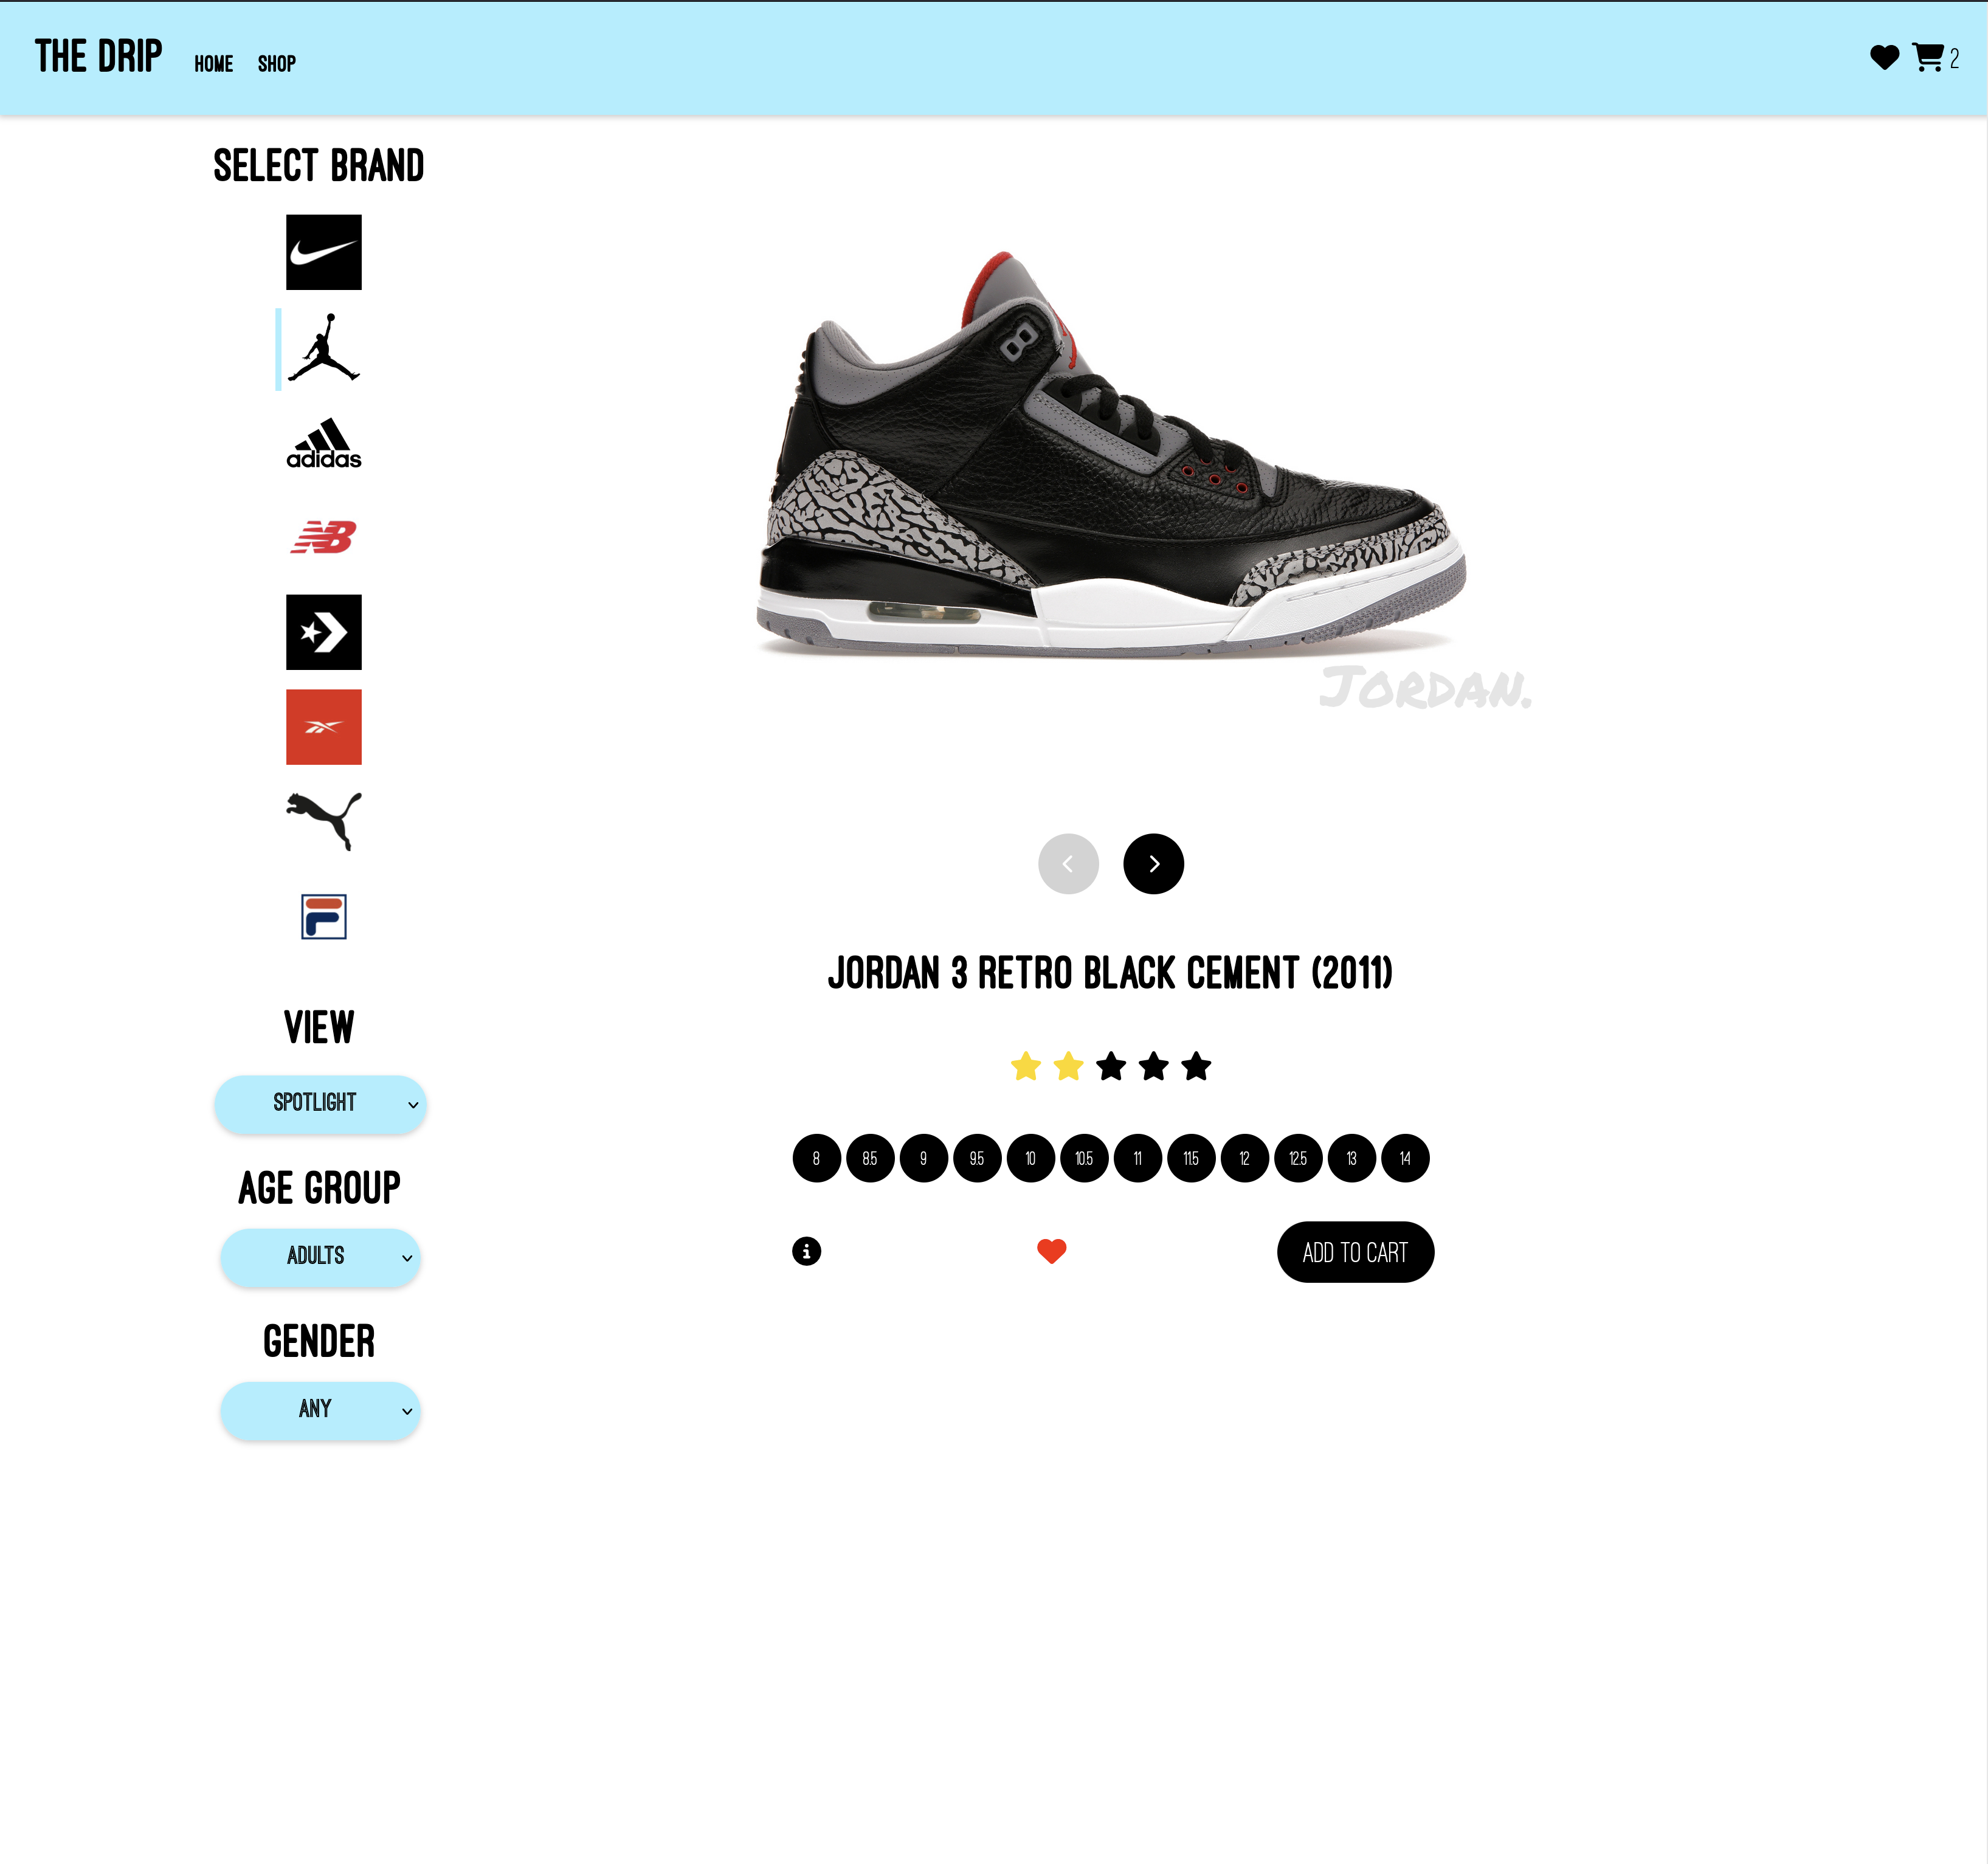 THE DRIP HOME SHOP 2
SELECT BRAND
adidas
NB
JORDAN.
JORDAN 3 RETRO BLACK CEMENT (2011)
8 8.5 9 9.5 10 10.5 11 11.5 12 12.5 13 14
ADD TO CART
VIEW
SPOTLIGHT
AGE GROUP
ADULTS
GENDER
ANY